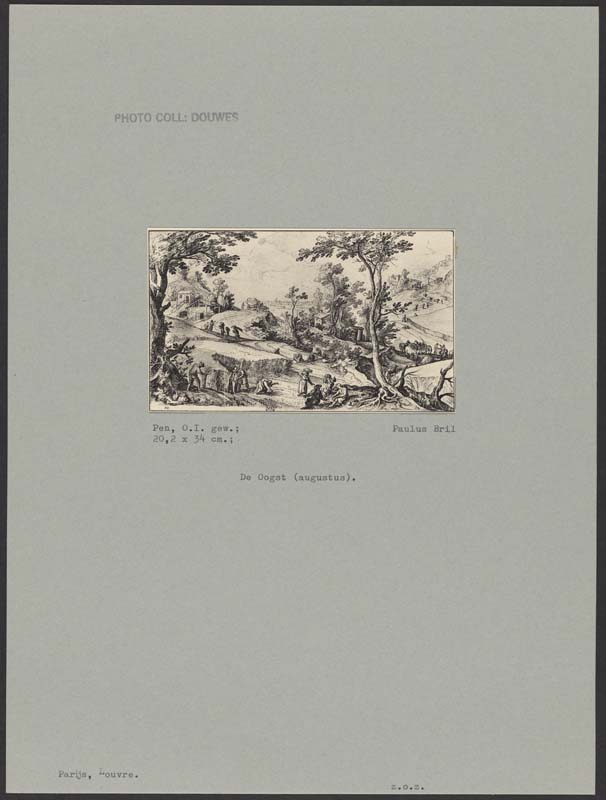 PHOTO COLL: DOUWES
Pen, O.I. gew.;
20,2 x 34 cm.;
Paulus Bril
De Oogst (augustus).
Parijs, Louvre.
z.o.z.